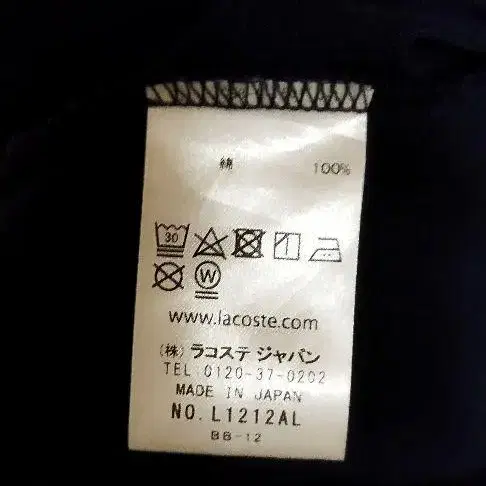 綿 100%
30
W
www.lacoste.com
(株) ラコステ ジャパン
TEL:0120-37-0202
MADE IN JAPAN
NO. L1212AL
BB-12